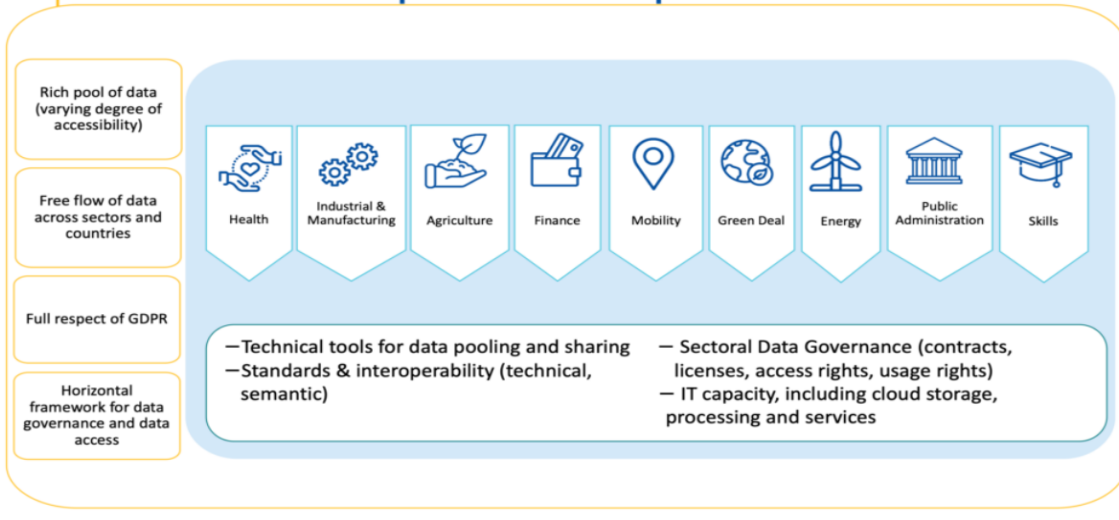 Rich pool of data
(varying degree of
accessibility)
Free flow of data
across sectors and
countries
Full respect of GDPR
Horizontal
framework for data
governance and data
access
Health
Industrial &
Manufacturing
Agriculture
Finance
Mobility
Green Deal
Energy
Public
Administration
Skills
—Technical tools for data pooling and sharing
—Standards & interoperability (technical,
semantic)
— Sectoral Data Governance (contracts,
licenses, access rights, usage rights)
— IT capacity, including cloud storage,
processing and services